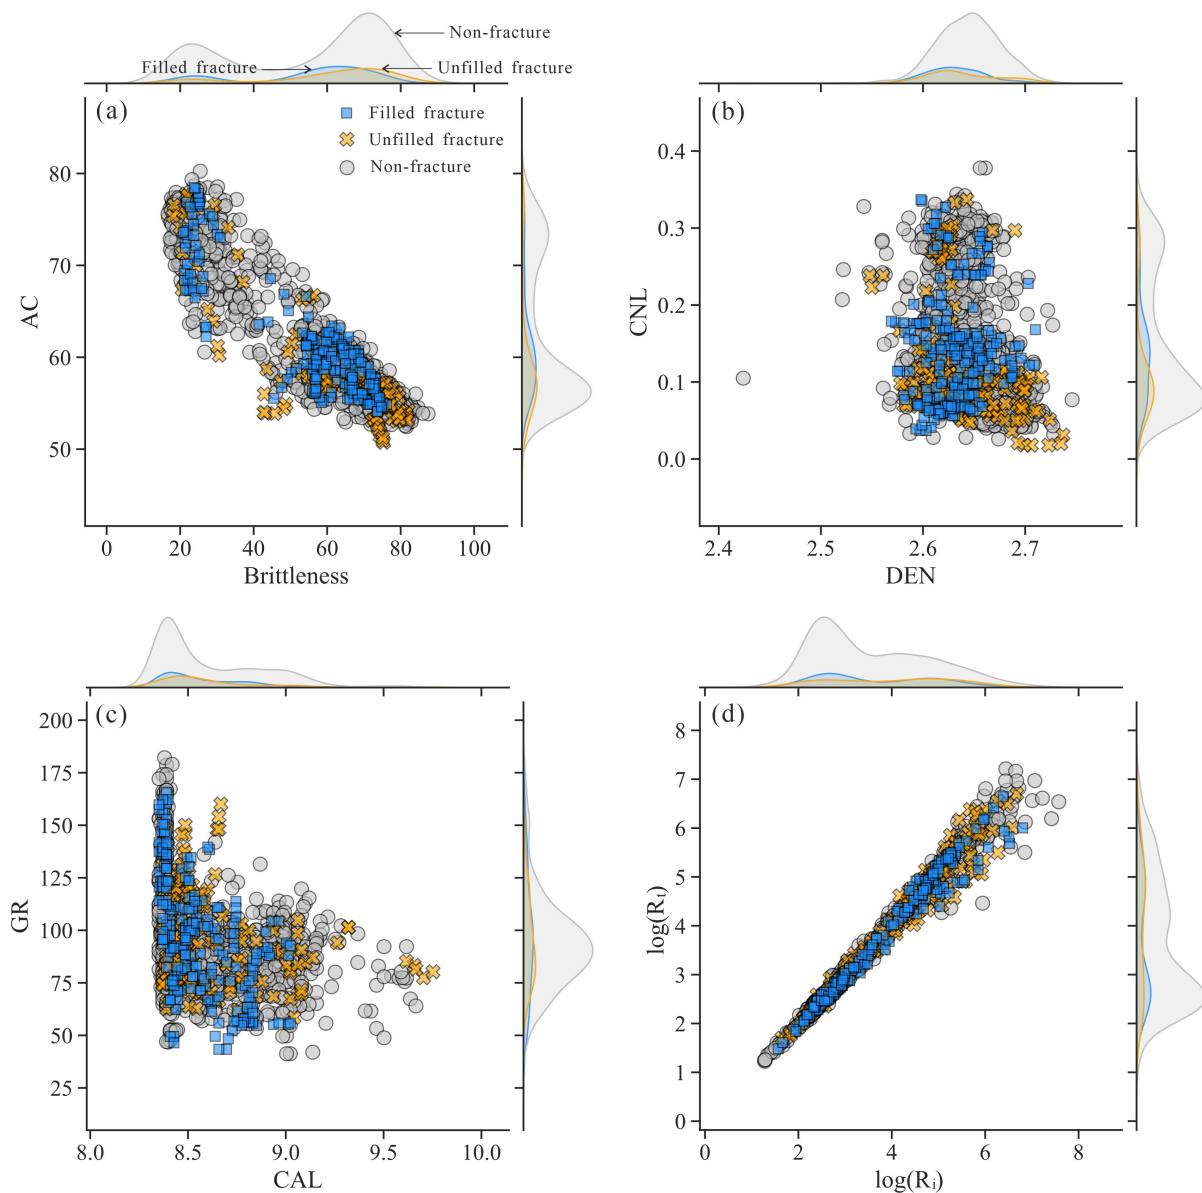 Non-fracture
Filled fracture
Unfilled fracture
(a)
Filled fracture
Unfilled fracture
Non-fracture
80
70
60
50
AC
0 20 40 60 80 100
Brittleness
(b)
0.4
0.3
0.2
0.1
0.0
CNL
2.4 2.5 2.6 2.7
DEN
(c)
200
175
150
125
100
75
50
25
GR
8.0 8.5 9.0 9.5 10.0
CAL
(d)
8
7
6
5
4
3
2
1
0
log(Rₜ)
0 2 4 6 8
log(Rᵢ)